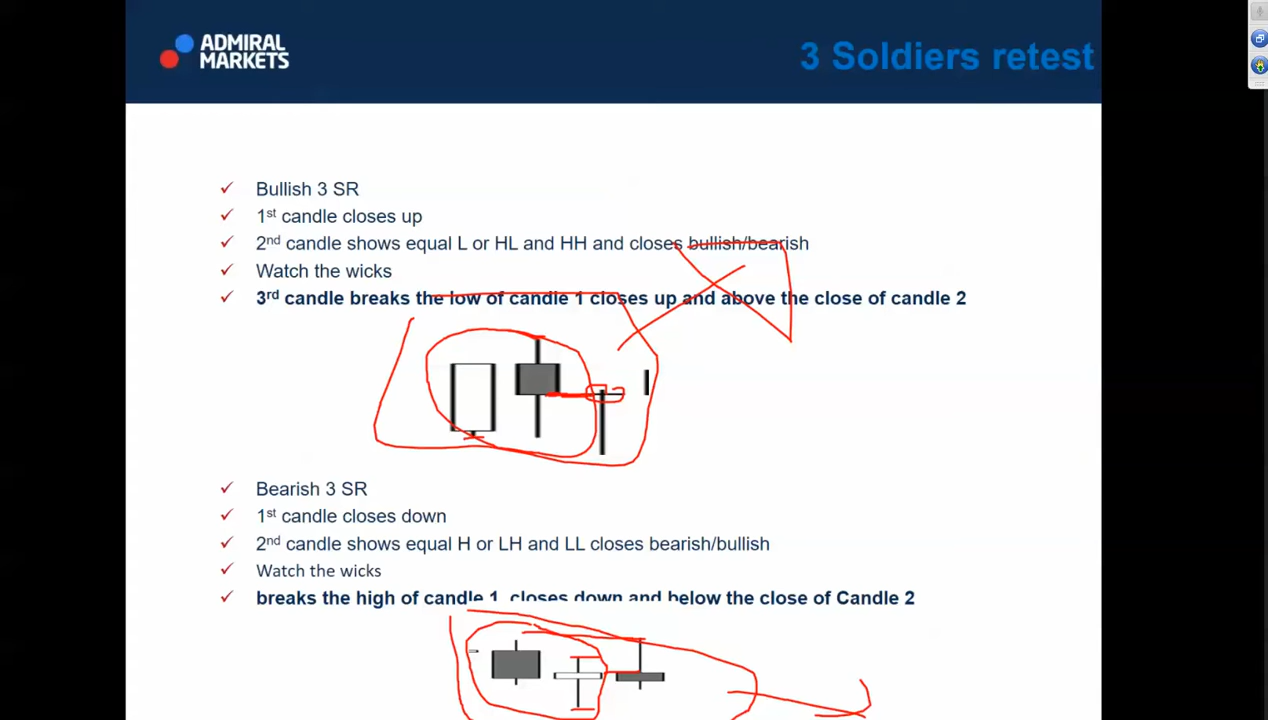 ADMIRAL
MARKETS
3 Soldiers retest
Bullish 3 SR
1st candle closes up
2nd candle shows equal L or HL and HH and closes bullish/bearish
Watch the wicks
3rd candle breaks the low of candle 1 closes up and above the close of candle 2
Bearish 3 SR
1st candle closes down
2nd candle shows equal H or LH and LL closes bearish/bullish
Watch the wicks
breaks the high of candle 1, closes down and below the close of Candle 2